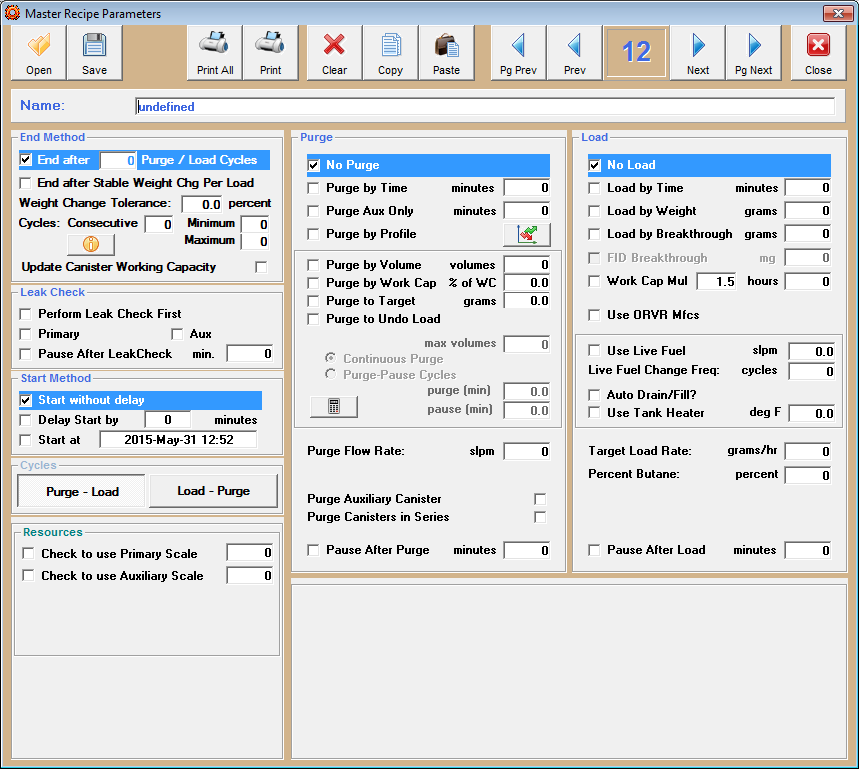 Master Recipe Parameters
Open Save Print All Print Clear Copy Paste Pg Prev Prev 12 Next Pg Next Close
Name: undefined
End Method
End after 0 Purge / Load Cycles
End after Stable Weight Chg Per Load
Weight Change Tolerance: 0.0 percent
Cycles: Consecutive 0 Minimum 0
Maximum 0
Update Canister Working Capacity
Leak Check
Perform Leak Check First
Primary Aux
Pause After LeakCheck min. 0
Start Method
Start without delay
Delay Start by 0 minutes
Start at 2015-May-31 12:52
Cycles
Purge - Load Load - Purge
Resources
Check to use Primary Scale 0
Check to use Auxiliary Scale 0
Purge
No Purge
Purge by Time minutes 0
Purge Aux Only minutes 0
Purge by Profile
Purge by Volume volumes 0
Purge by Work Cap % of WC 0.0
Purge to Target grams 0.0
Purge to Undo Load
max volumes 0
Continuous Purge
Purge-Pause Cycles
purge (min) 0.0
pause (min) 0.0
Purge Flow Rate: slpm 0
Purge Auxiliary Canister
Purge Canisters in Series
Pause After Purge minutes 0
Load
No Load
Load by Time minutes 0
Load by Weight grams 0
Load by Breakthrough grams 0
FID Breakthrough mg 0
Work Cap Mul 1.5 hours 0
Use ORVR Mfcs
Use Live Fuel slpm 0.0
Live Fuel Change Freq: cycles 0
Auto Drain/Fill?
Use Tank Heater deg F 0.0
Target Load Rate: grams/hr 0
Percent Butane: percent 0
Pause After Load minutes 0